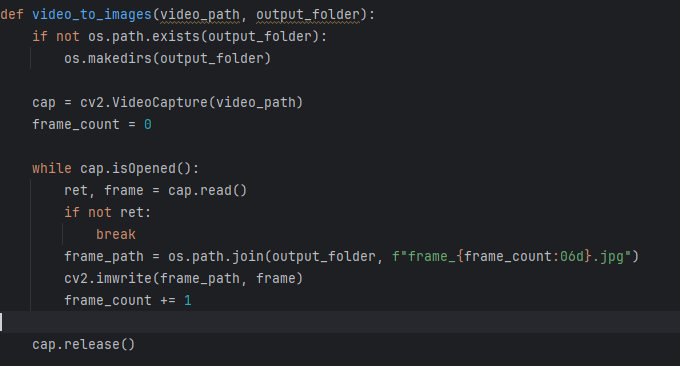 def video_to_images(video_path, output_folder):
    if not os.path.exists(output_folder):
        os.makedirs(output_folder)

    cap = cv2.VideoCapture(video_path)
    frame_count = 0

    while cap.isOpened():
        ret, frame = cap.read()
        if not ret:
            break
        frame_path = os.path.join(output_folder, f"frame_{frame_count:06d}.jpg")
        cv2.imwrite(frame_path, frame)
        frame_count += 1

    cap.release()